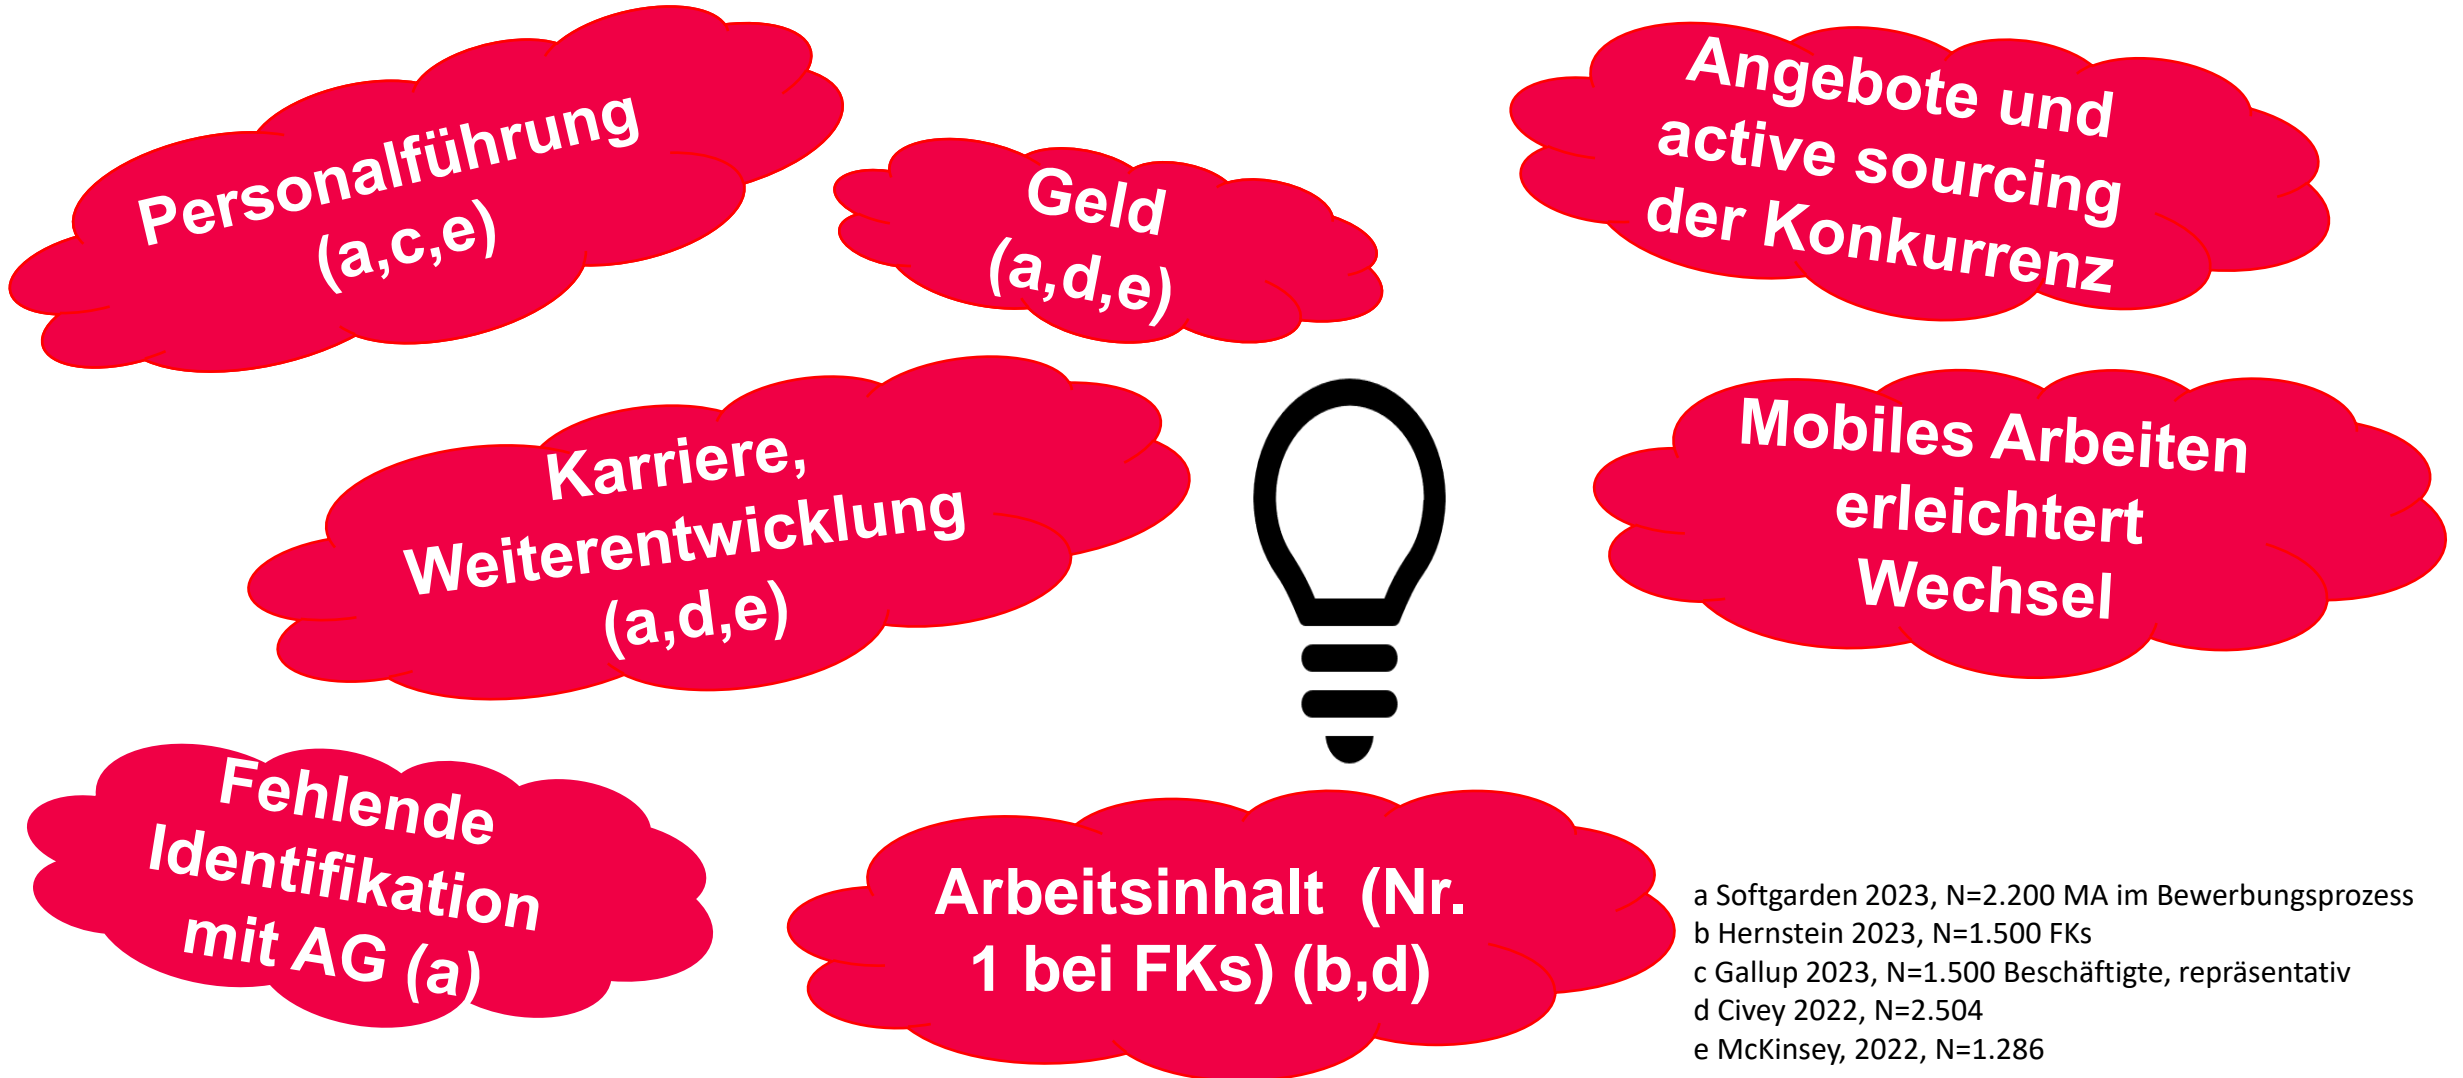 Personalführung
(a,c,e)
Geld
(a,d,e)
Angebote und
active sourcing
der Konkurrenz
Karriere,
Weiterentwicklung
(a,d,e)
Mobiles Arbeiten
erleichtert
Wechsel
Fehlende
Identifikation
mit AG (a)
Arbeitsinhalt (Nr.
1 bei FKs) (b,d)
a Softgarden 2023, N=2.200 MA im Bewerbungsprozess
b Hernstein 2023, N=1.500 FKs
c Gallup 2023, N=1.500 Beschäftigte, repräsentativ
d Civey 2022, N=2.504
e McKinsey, 2022, N=1.286